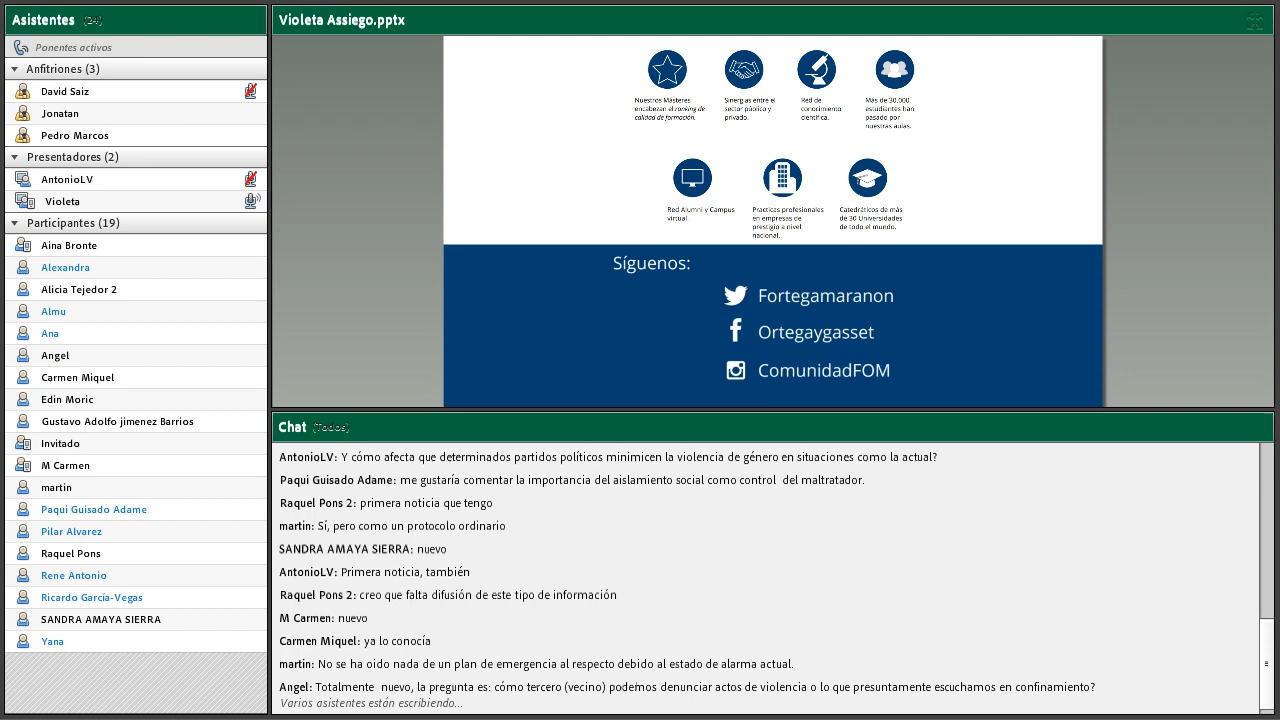 Asistentes (24)
Ponentes activos
Anfitriones (3)
David Saiz
Jonatan
Pedro Marcos
Presentadores (2)
AntonioLV
Violeta
Participantes (19)
Aina Bronte
Alexandra
Alicia Tejedor 2
Almu
Ana
Angel
Carmen Miquel
Edin Moric
Gustavo Adolfo jimenez Barrios
Invitado
M Carmen
martin
Paqui Guisado Adame
Pilar Alvarez
Raquel Pons
Rene Antonio
Ricardo García-Vegas
SANDRA AMAYA SIERRA
Yana
Violeta Assiego.pptx
Nuestros Másteres
encabezan el ranking de
calidad de formación.
Sinergias entre el
sector público y
privado.
Red de
conocimiento
científica.
Más de 30.000
estudiantes han
pasado por
nuestras aulas.
Red Alumni y Campus
virtual
Practicas profesionales
en empresas de
prestigio a nivel
nacional.
Catedráticos de más
de 30 Universidades
de todo el mundo.
Síguenos:
Fortegamaranon
Ortegaygasset
ComunidadFOM
Chat (Todos)
AntonioLV: Y cómo afecta que determinados partidos políticos minimicen la violencia de género en situaciones como la actual?
Paqui Guisado Adame: me gustaría comentar la importancia del aislamiento social como control del maltratador.
Raquel Pons 2: primera noticia que tengo
martin: Sí, pero como un protocolo ordinario
SANDRA AMAYA SIERRA: nuevo
AntonioLV: Primera noticia, también
Raquel Pons 2: creo que falta difusión de este tipo de información
M Carmen: nuevo
Carmen Miquel: ya lo conocía
martin: No se ha oido nada de un plan de emergencia al respecto debido al estado de alarma actual.
Angel: Totalmente nuevo, la pregunta es: cómo tercero (vecino) podemos denunciar actos de violencia o lo que presuntamente escuchamos en confinamiento?
Varios asistentes están escribiendo...